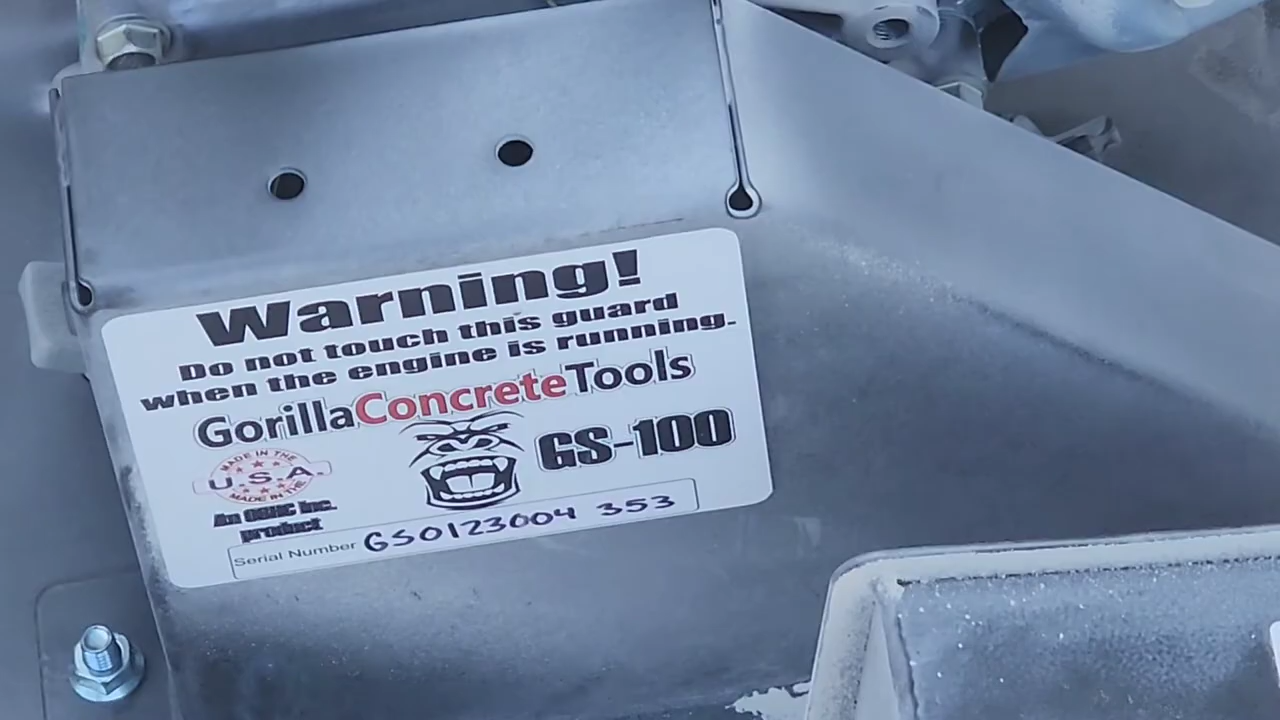 Warning!
Do not touch this guard
when the engine is running.
GorillaConcreteTools
GS-100
MADE IN THE
U.S.A.
MADE IN THE
An Inc.
product
Serial Number GS0123004 353